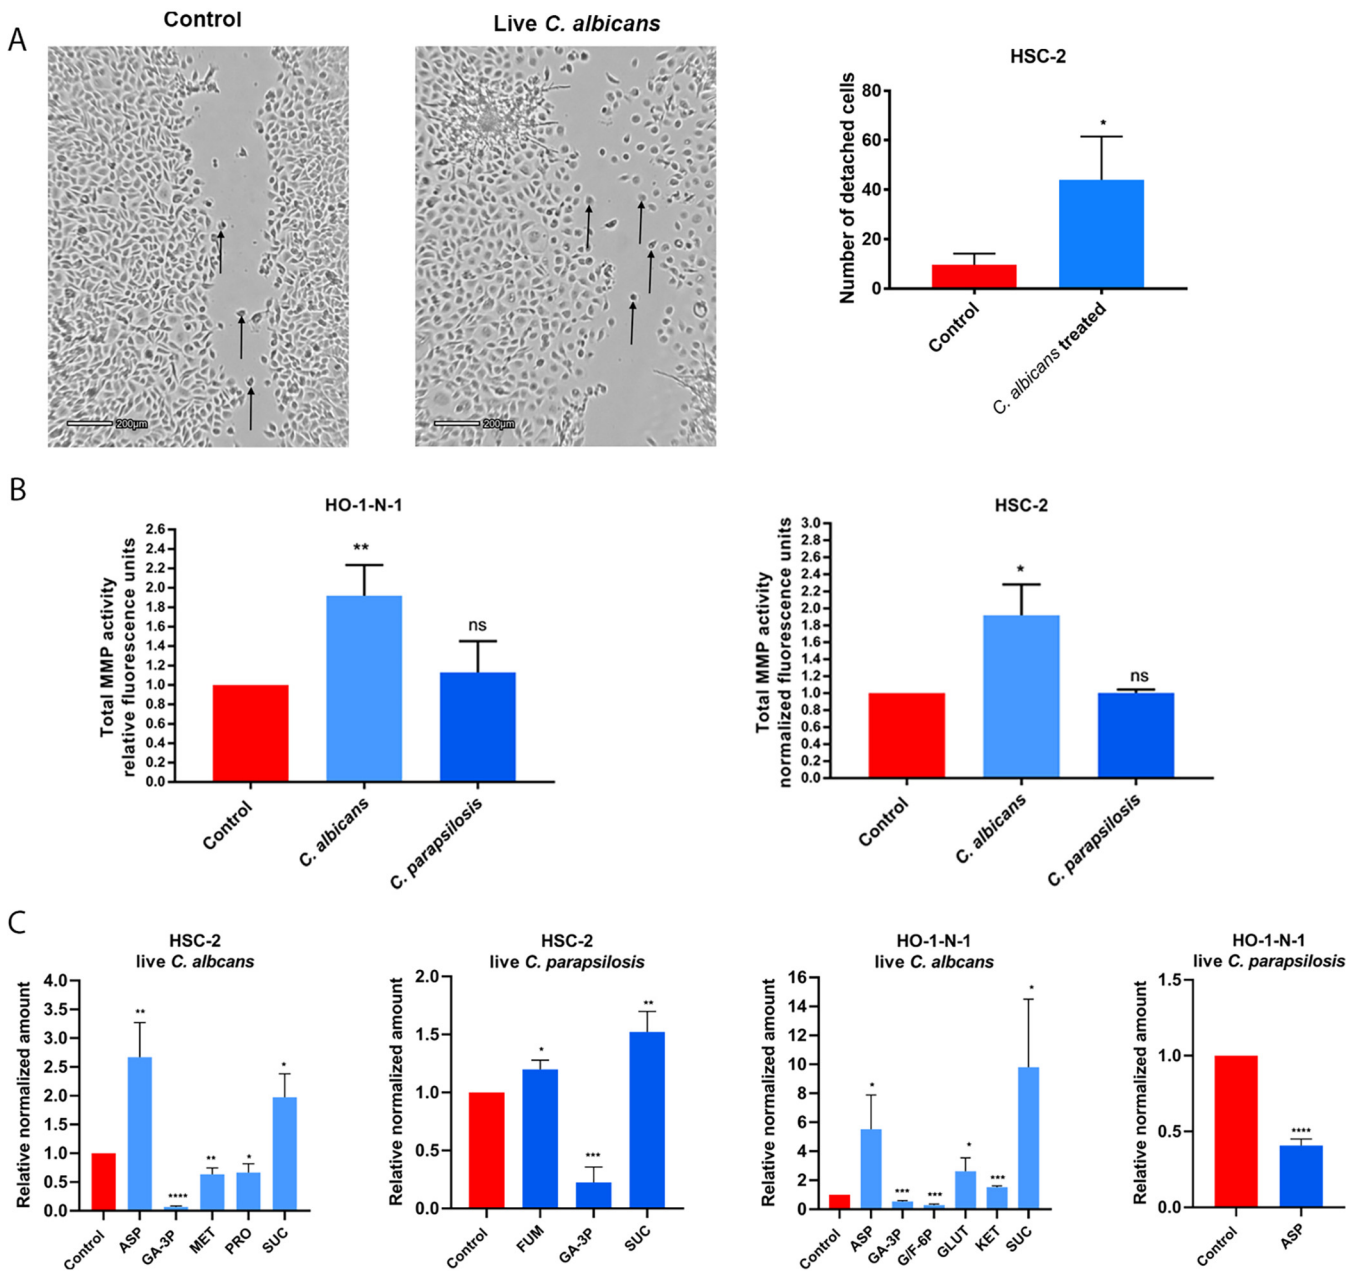 A
Control
Live C. albicans
200µm
200µm
HSC-2
Number of detached cells
80
60
40
20
0
*
Control
C. albicans treated
B
HO-1-N-1
Total MMP activity
relative fluorescence units
2.6
2.4
2.2
2.0
1.8
1.6
1.4
1.2
1.0
0.8
0.6
0.4
0.2
0.0
**
ns
Control
C. albicans
C. parapsilosis
HSC-2
Total MMP activity
normalized fluorescence units
3.0
2.8
2.6
2.4
2.2
2.0
1.8
1.6
1.4
1.2
1.0
0.8
0.6
0.4
0.2
0.0
*
ns
Control
C. albicans
C. parapsilosis
C
HSC-2
live C. albcans
Relative normalized amount
4.0
3.5
3.0
2.5
2.0
1.5
1.0
0.5
0.0
**
****
**
*
*
Control
ASP
GA-3P
MET
PRO
SUC
HSC-2
live C. parapsilosis
Relative normalized amount
2.0
1.5
1.0
0.5
0.0
*
***
**
Control
FUM
GA-3P
SUC
HO-1-N-1
live C. albcans
Relative normalized amount
16
14
12
10
8
6
4
2
0
*
***
***
*
***
*
Control
ASP
GA-3P
G/F-6P
GLUT
KET
SUC
HO-1-N-1
live C. parapsilosis
Relative normalized amount
1.5
1.0
0.5
0.0
****
Control
ASP